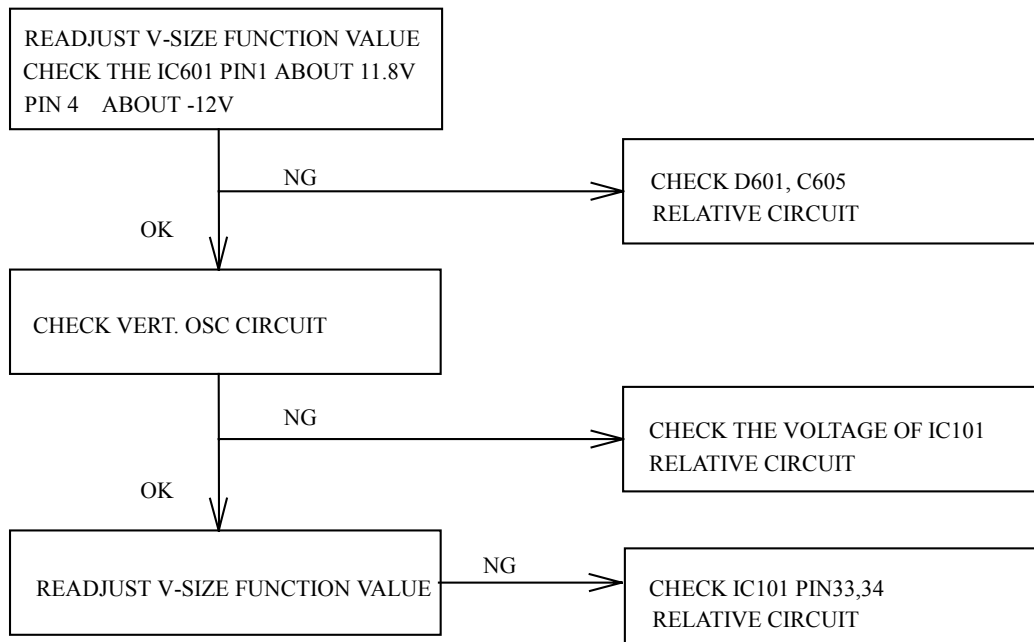 READJUST V-SIZE FUNCTION VALUE
CHECK THE IC601 PIN1 ABOUT 11.8V
PIN 4 ABOUT -12V
NG
CHECK D601, C605
RELATIVE CIRCUIT
OK
CHECK VERT. OSC CIRCUIT
NG
CHECK THE VOLTAGE OF IC101
RELATIVE CIRCUIT
OK
READJUST V-SIZE FUNCTION VALUE
NG
CHECK IC101 PIN33,34
RELATIVE CIRCUIT